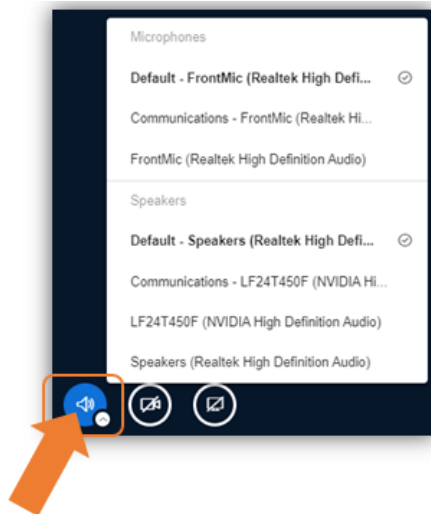 Microphones
Default - FrontMic (Realtek High Defi...
Communications - FrontMic (Realtek Hi...
FrontMic (Realtek High Definition Audio)
Speakers
Default - Speakers (Realtek High Defi...
Communications - LF24T450F (NVIDIA Hi...
LF24T450F (NVIDIA High Definition Audio)
Speakers (Realtek High Definition Audio)